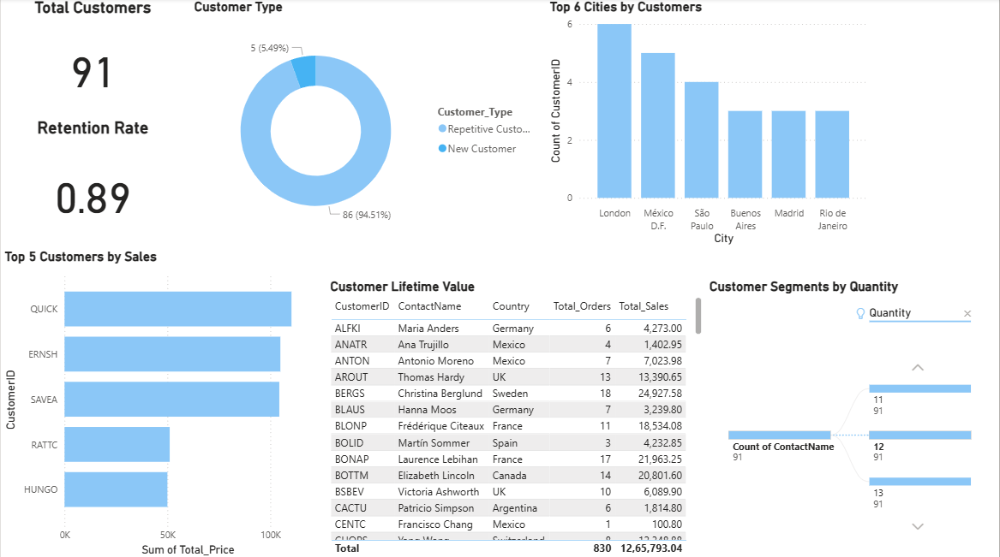 Total Customers
91
Retention Rate
0.89
Customer Type
5 (5.49%)
86 (94.51%)
Customer_Type
Repetitive Custo...
New Customer
Top 6 Cities by Customers
Count of CustomerID
6
4
2
0
London
México D.F.
São Paulo
Buenos Aires
Madrid
Rio de Janeiro
City
Top 5 Customers by Sales
CustomerID
QUICK
ERNSH
SAVEA
RATTC
HUNGO
0K 50K 100K
Sum of Total_Price
Customer Lifetime Value
CustomerID ContactName Country Total_Orders Total_Sales
ALFKI Maria Anders Germany 6 4,273.00
ANATR Ana Trujillo Mexico 4 1,402.95
ANTON Antonio Moreno Mexico 7 7,023.98
AROUT Thomas Hardy UK 13 13,390.65
BERGS Christina Berglund Sweden 18 24,927.58
BLAUS Hanna Moos Germany 7 3,239.80
BLONP Frédérique Citeaux France 11 18,534.08
BOLID Martín Sommer Spain 3 4,232.85
BONAP Laurence Lebihan France 17 21,963.25
BOTTM Elizabeth Lincoln Canada 14 20,801.60
BSBEV Victoria Ashworth UK 10 6,089.90
CACTU Patricio Simpson Argentina 6 1,814.80
CENTC Francisco Chang Mexico 1 100.80
Total 830 12,65,793.04
Customer Segments by Quantity
Quantity
Count of ContactName
91
11
91
12
91
13
91